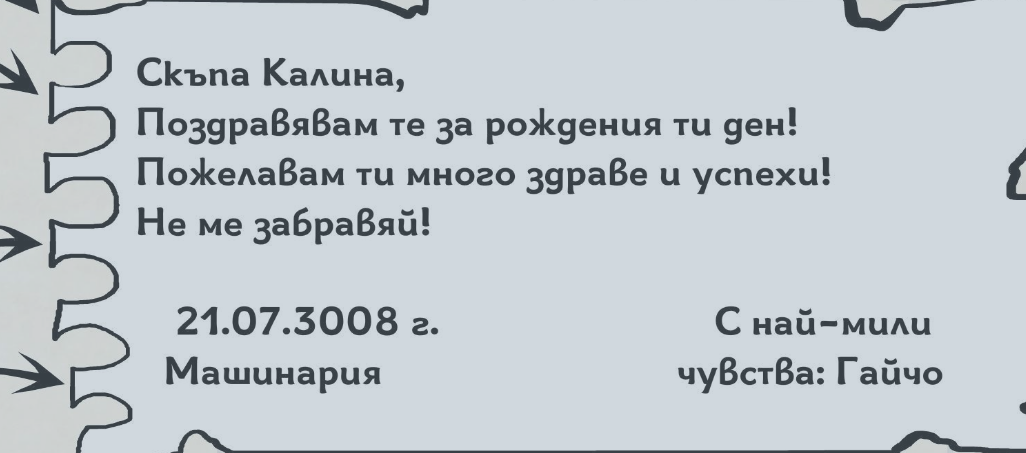 Скъпа Калина,
Поздравявам те за рождения ти ден!
Пожелавам ти много здраве и успехи!
Не ме забравяй!
21.07.3008 г.
Машинария
С най-мили
чувства: Гайчо